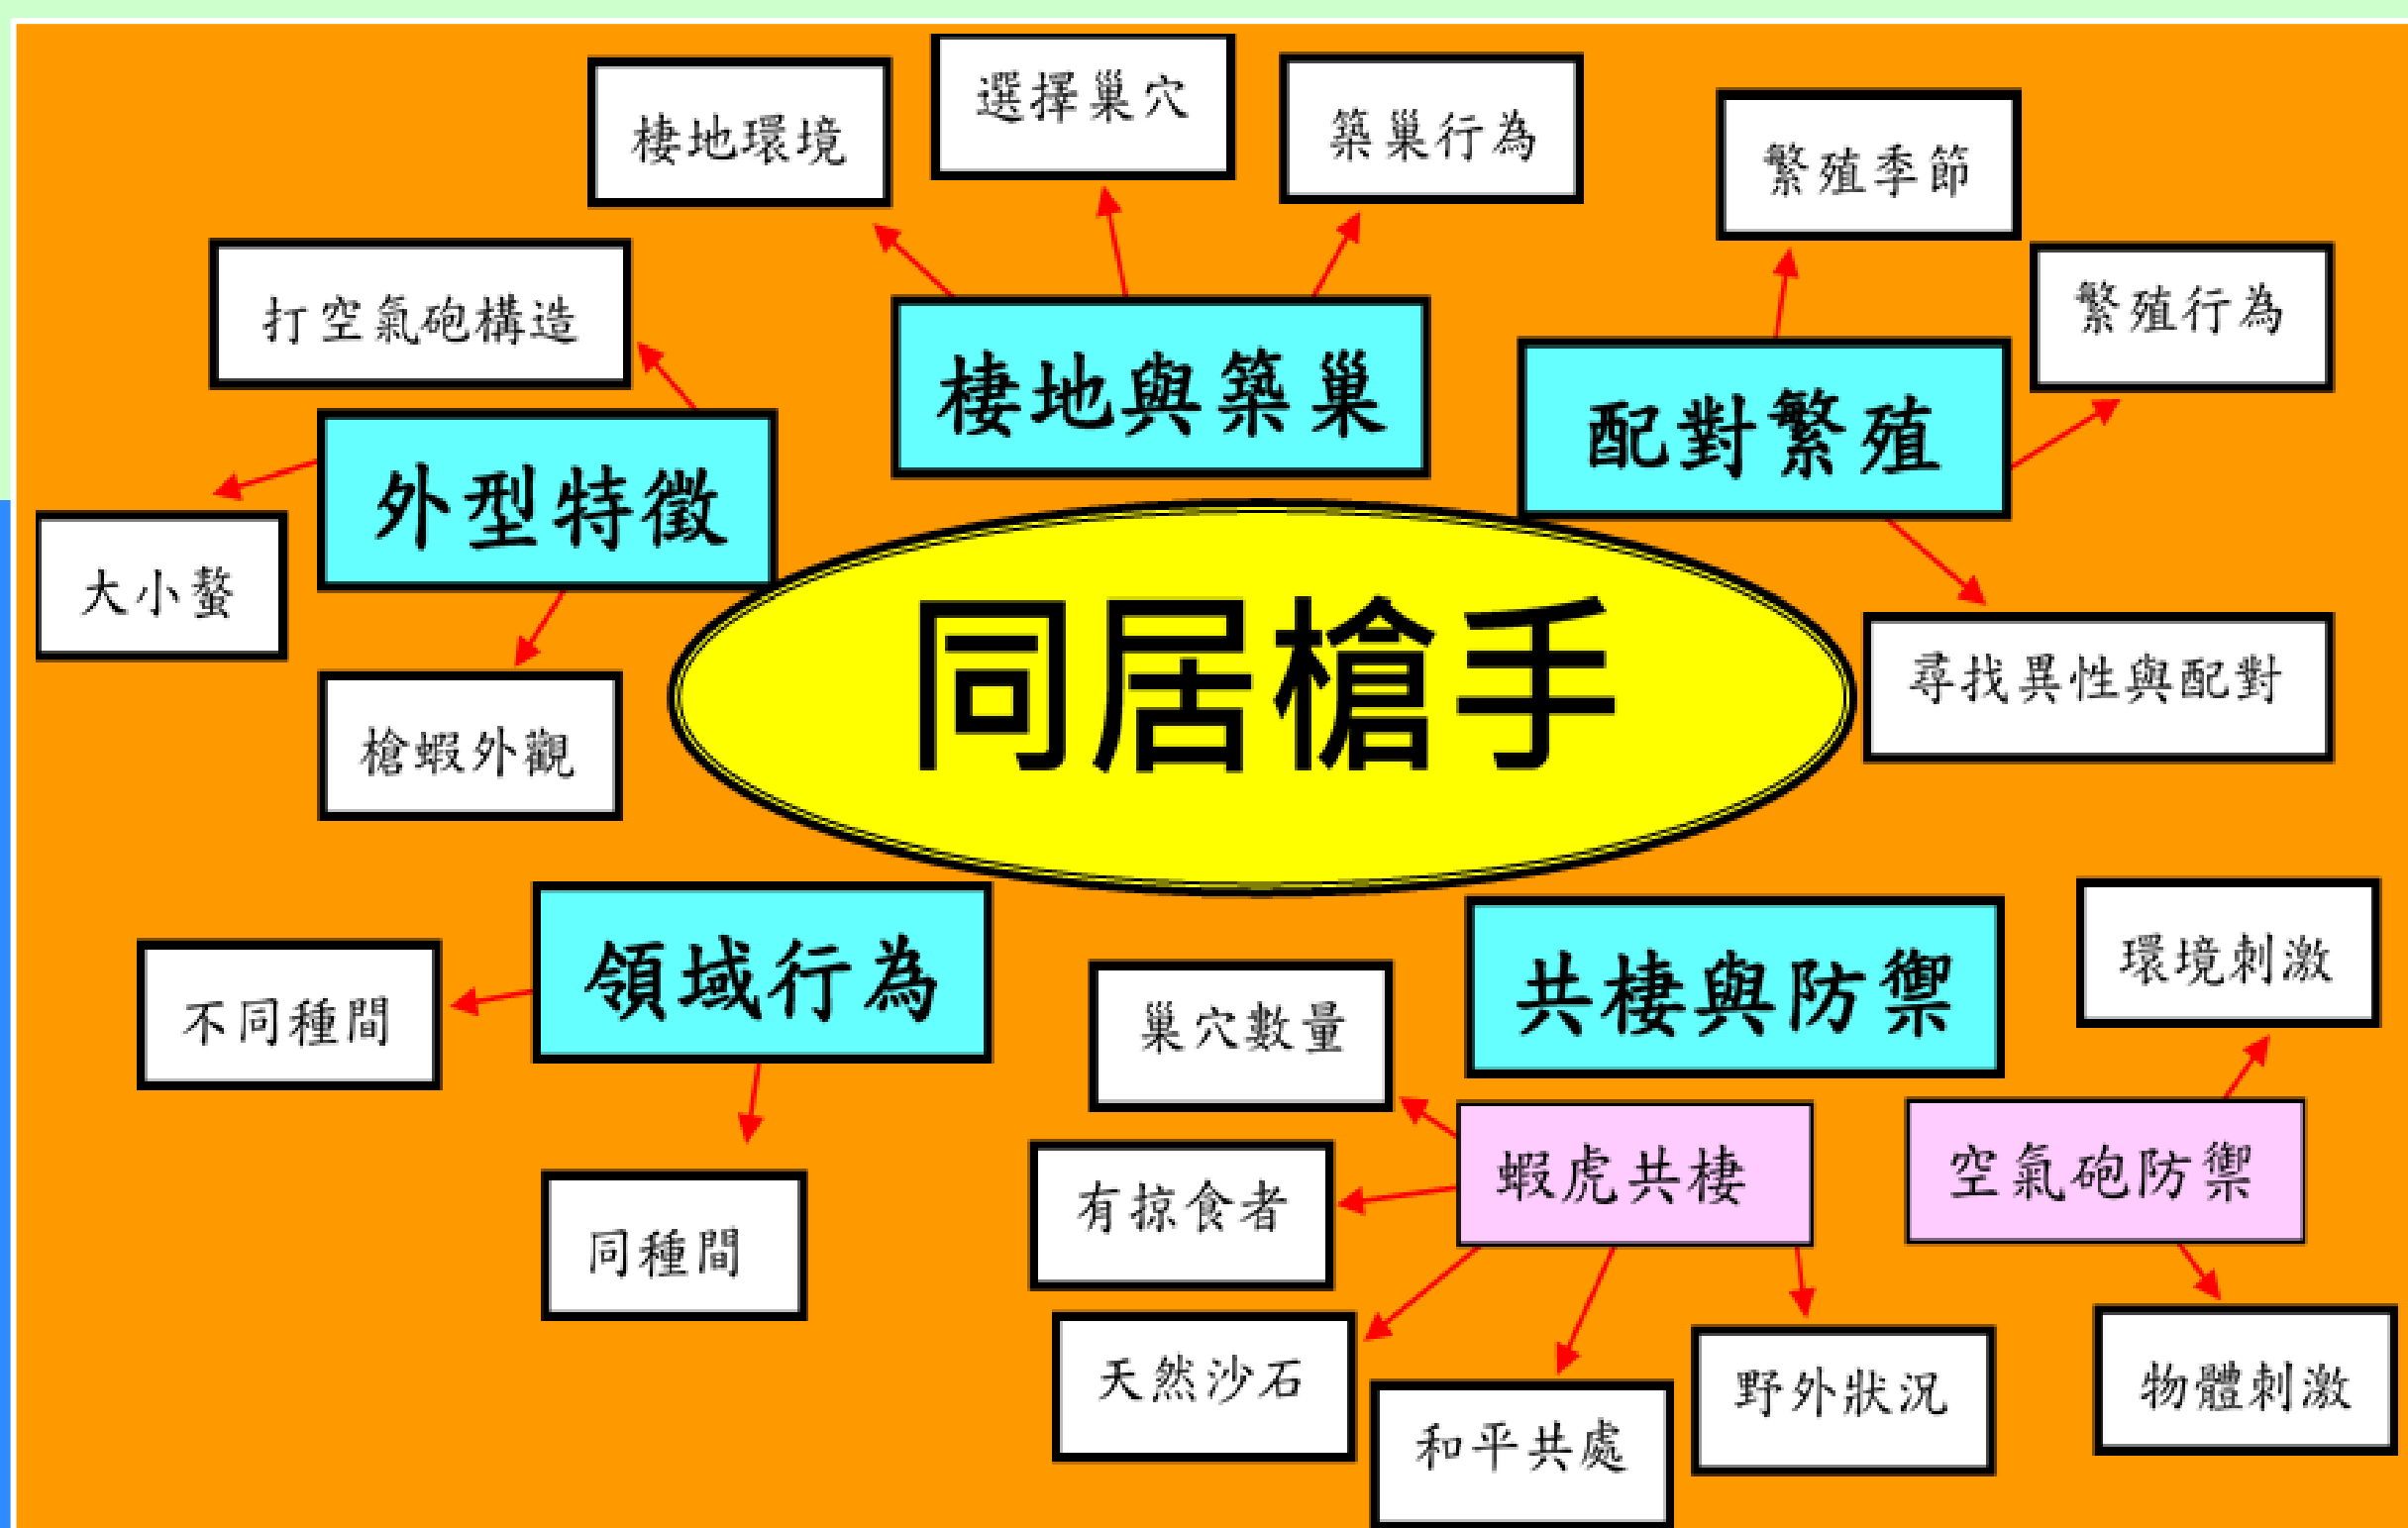 棲地環境
選擇巢穴
築巢行為
繁殖季節
繁殖行為
打空氣砲構造
棲地與築巢
配對繁殖
外型特徵
大小螯
槍蝦外觀
同居槍手
尋找異性與配對
領域行為
不同種間
同種間
共棲與防禦
環境刺激
巢穴數量
蝦虎共棲
空氣砲防禦
有掠食者
天然沙石
和平共處
野外狀況
物體刺激